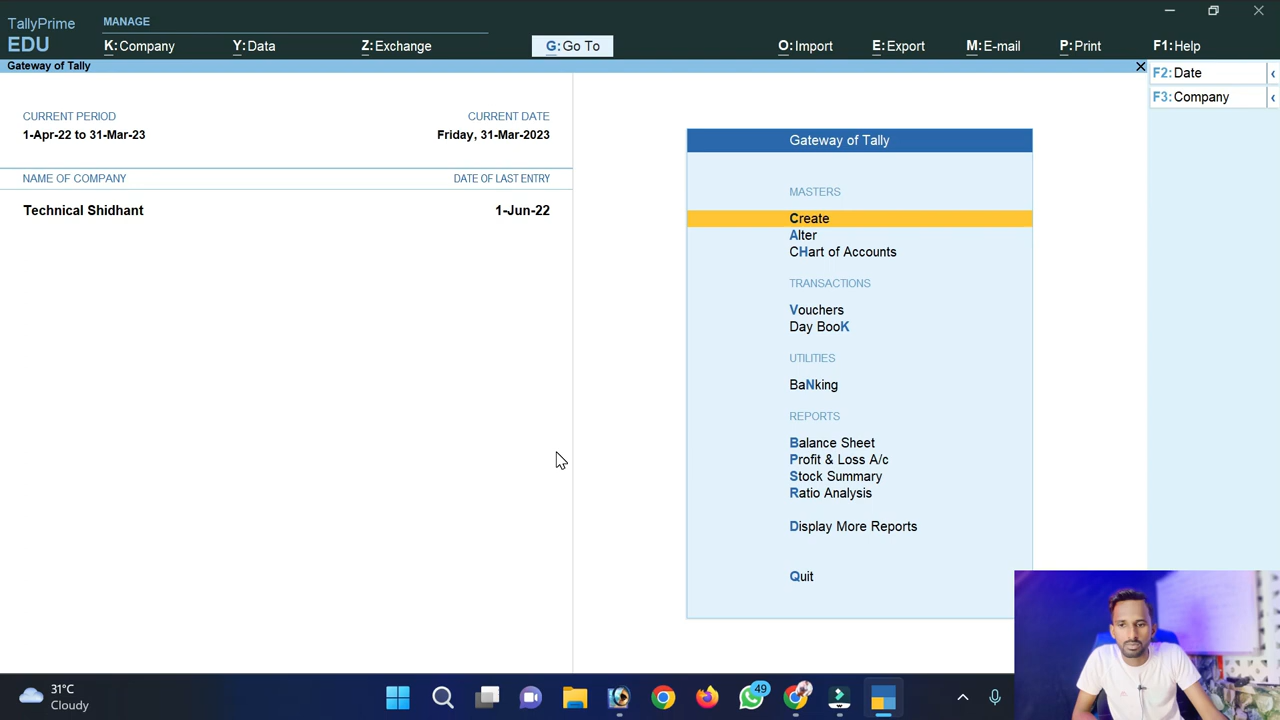 TallyPrime
EDU
MANAGE
K:Company
Y:Data
Z:Exchange
G:Go To
O:Import
E:Export
M:E-mail
P:Print
F1:Help
Gateway of Tally
F2:Date
F3:Company
CURRENT PERIOD
CURRENT DATE
1-Apr-22 to 31-Mar-23
Friday, 31-Mar-2023
NAME OF COMPANY
DATE OF LAST ENTRY
Technical Shidhant
1-Jun-22
Gateway of Tally
MASTERS
Create
Alter
CHart of Accounts
TRANSACTIONS
Vouchers
Day BooK
UTILITIES
BaNking
REPORTS
Balance Sheet
Profit & Loss A/c
Stock Summary
Ratio Analysis
Display More Reports
Quit
31°C
Cloudy
49